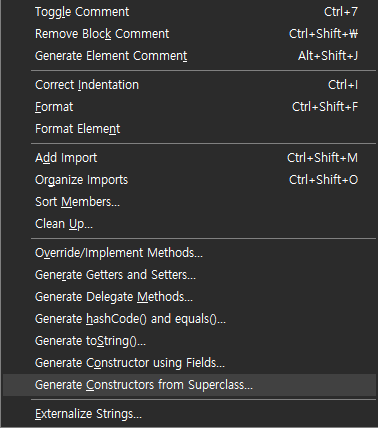 Toggle Comment Ctrl+7
Remove Block Comment Ctrl+Shift+₩
Generate Element Comment Alt+Shift+J
Correct Indentation Ctrl+I
Format Ctrl+Shift+F
Format Element
Add Import Ctrl+Shift+M
Organize Imports Ctrl+Shift+O
Sort Members...
Clean Up...
Override/Implement Methods...
Generate Getters and Setters...
Generate Delegate Methods...
Generate hashCode() and equals()...
Generate toString()...
Generate Constructor using Fields...
Generate Constructors from Superclass...
Externalize Strings...